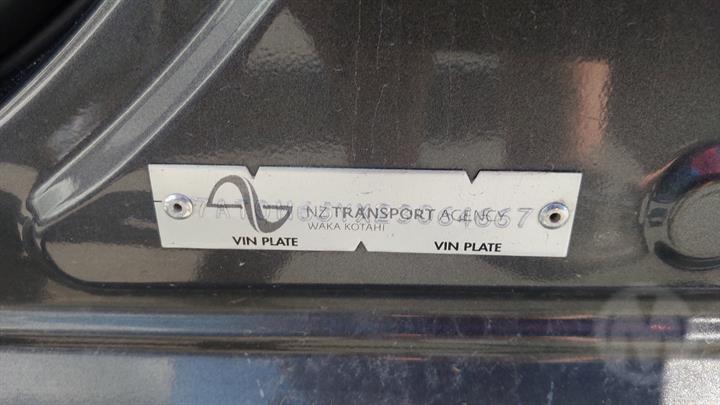 NZ TRANSPORT AGENCY
WAKA KOTAHI
VIN PLATE
VIN PLATE